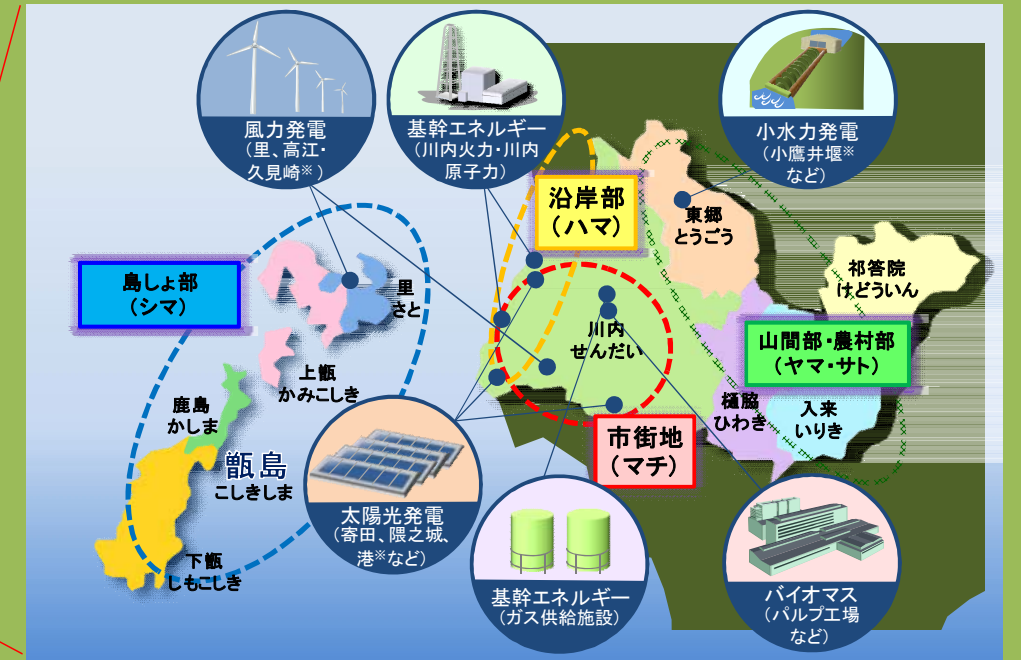 風力発電
(里、高江・
久見崎※)
基幹エネルギー
(川内火力・川内
原子力)
小水力発電
(小鷹井堰※
など)
沿岸部
(ハマ)
東郷
とうごう
祁答院
けどういん
島しょ部
(シマ)
里
さと
川内
せんだい
山間部・農村部
(ヤマ・サト)
上甑
かみこしき
鹿島
かしま
樋脇
ひわき
入来
いりき
市街地
(マチ)
甑島
こしきしま
太陽光発電
(寄田、隈之城、
港※など)
下甑
しもこしき
基幹エネルギー
(ガス供給施設)
バイオマス
(パルプ工場
など)